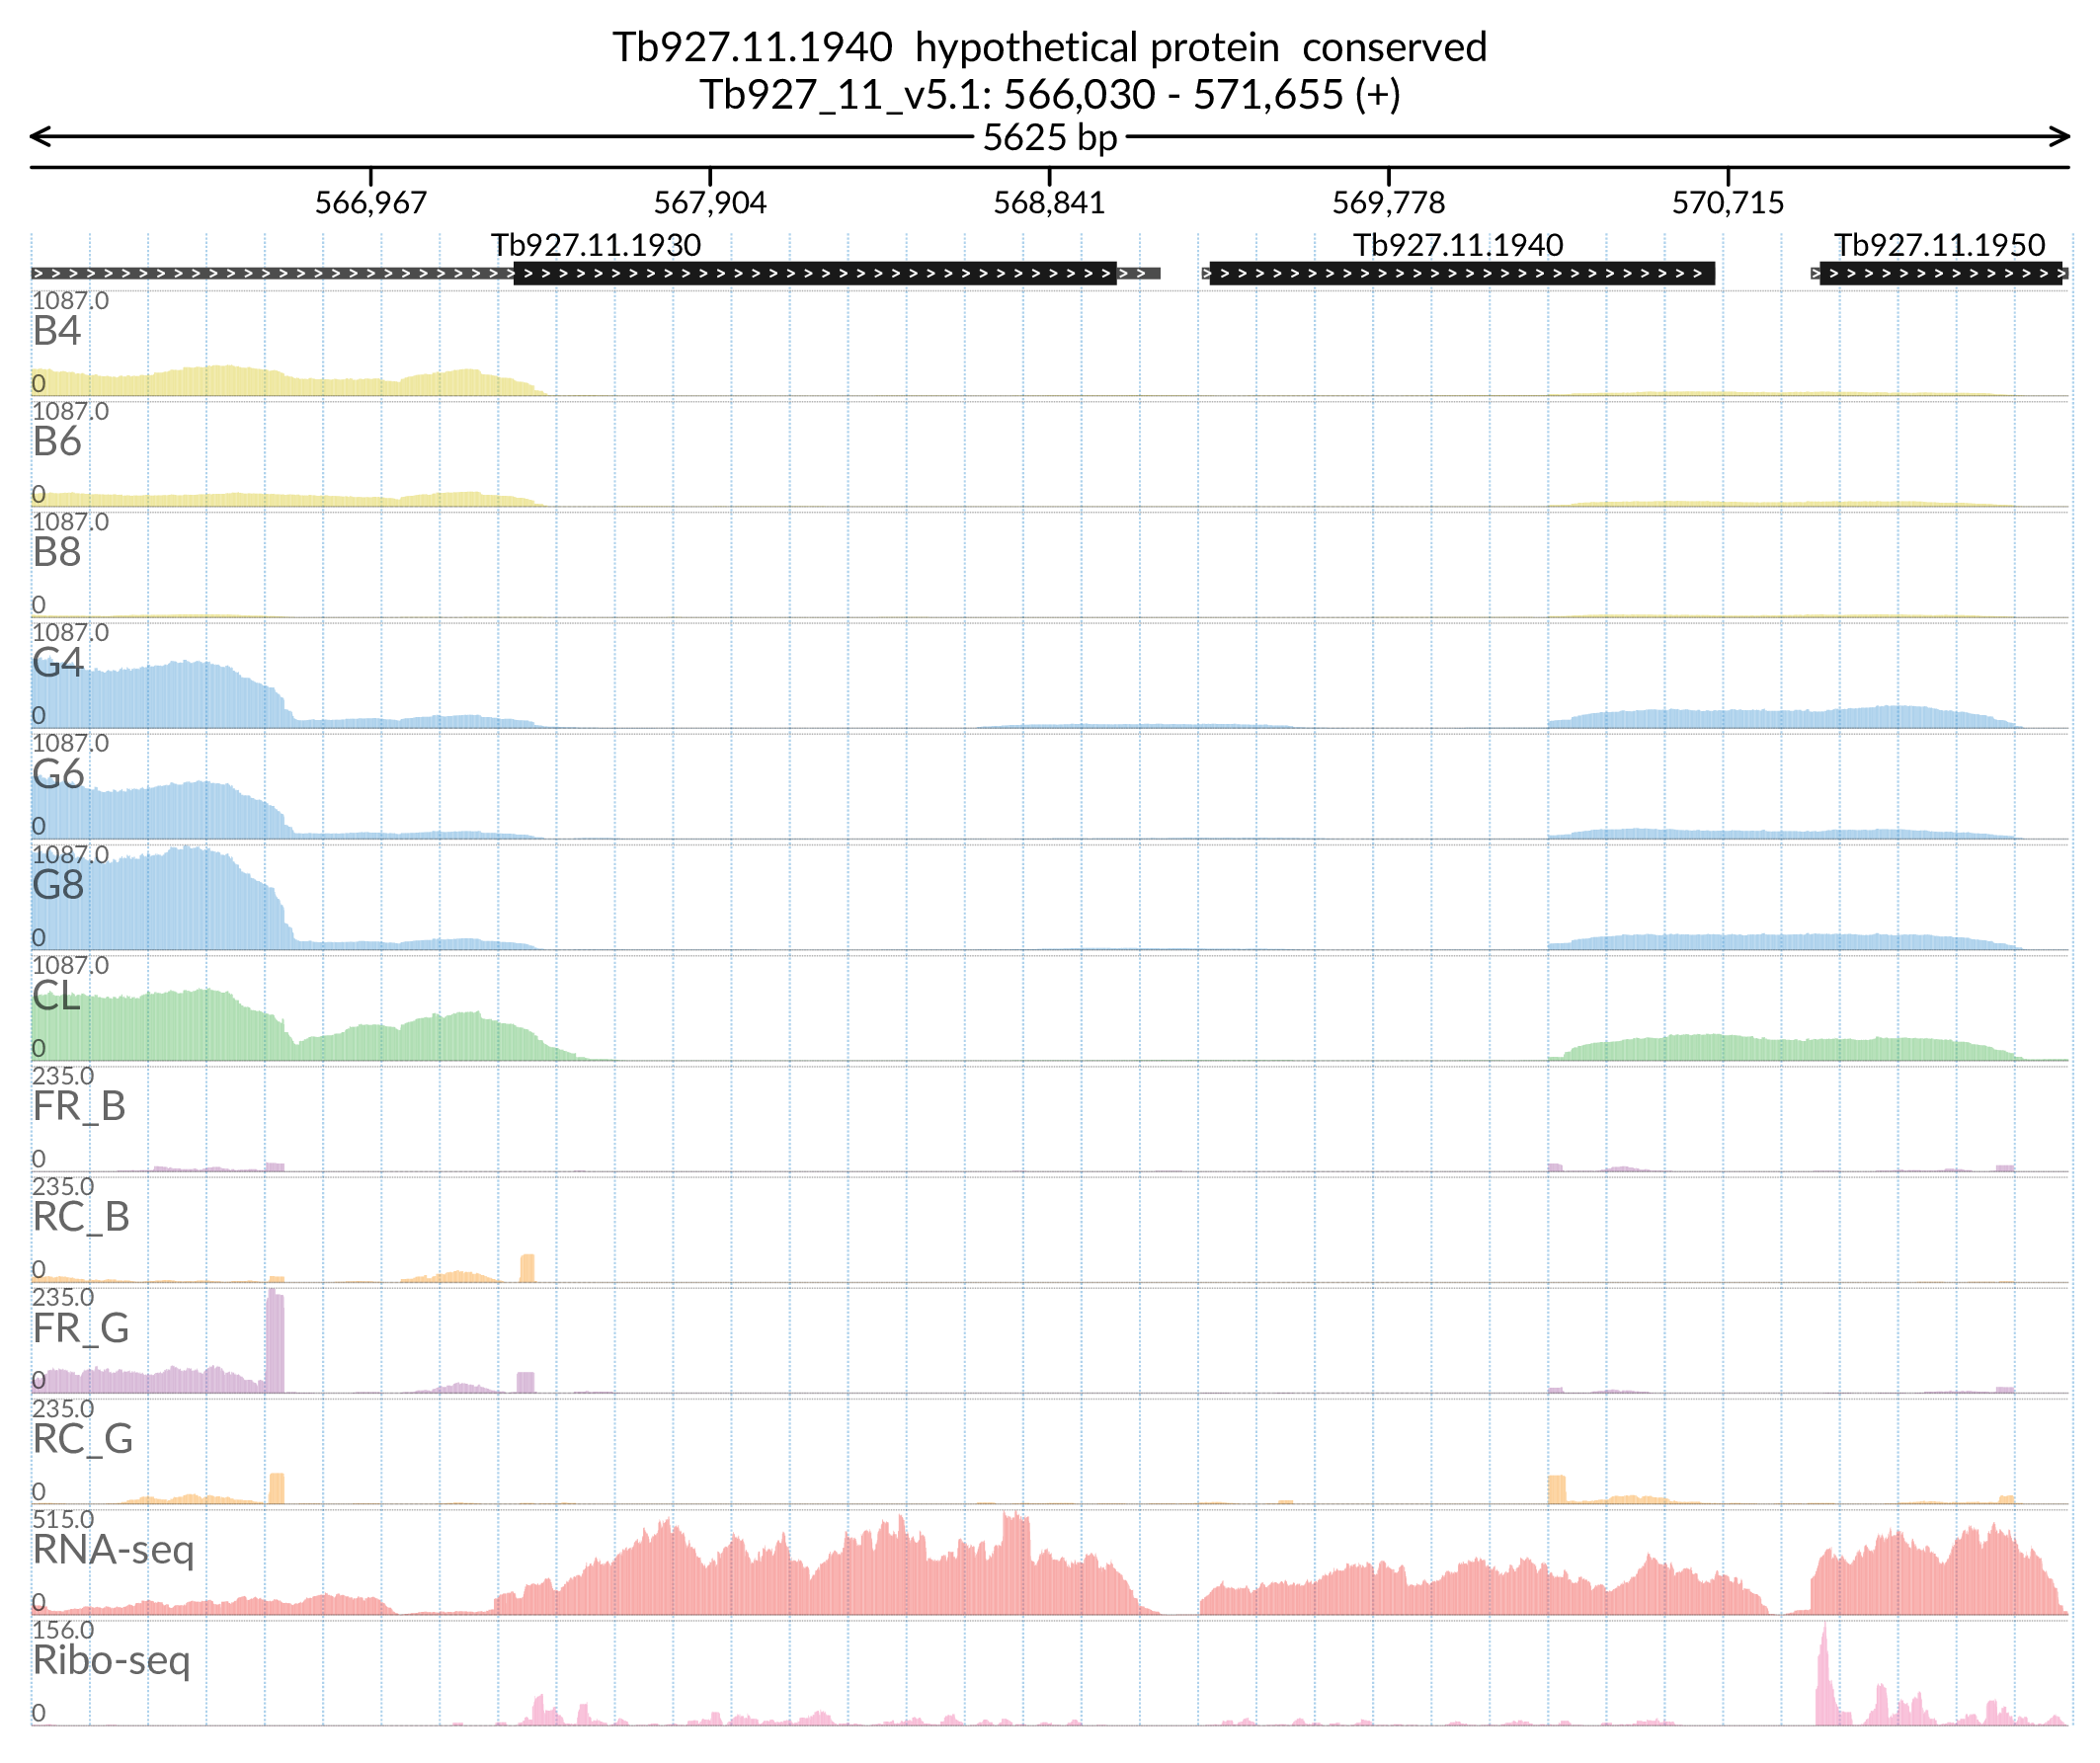 Tb927.11.1940 hypothetical protein conserved
Tb927_11_v5.1: 566,030 - 571,655 (+)
5625 bp
566,967 567,904 568,841 569,778 570,715
Tb927.11.1930 Tb927.11.1940 Tb927.11.1950
1087.0
B4
0
1087.0
B6
0
1087.0
B8
0
1087.0
G4
0
1087.0
G6
0
1087.0
G8
0
1087.0
CL
0
235.0
FR_B
0
235.0
RC_B
0
235.0
FR_G
0
235.0
RC_G
0
515.0
RNA-seq
0
156.0
Ribo-seq
0